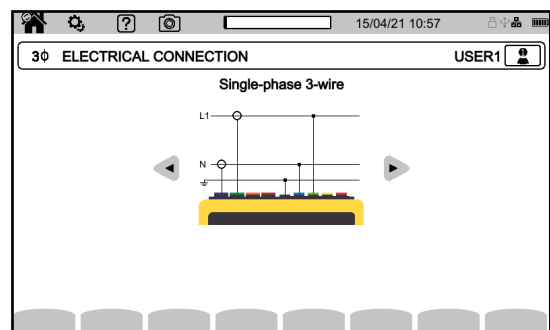 ?
15/04/21 10:57
3ϕ ELECTRICAL CONNECTION
USER1
Single-phase 3-wire
L1
N